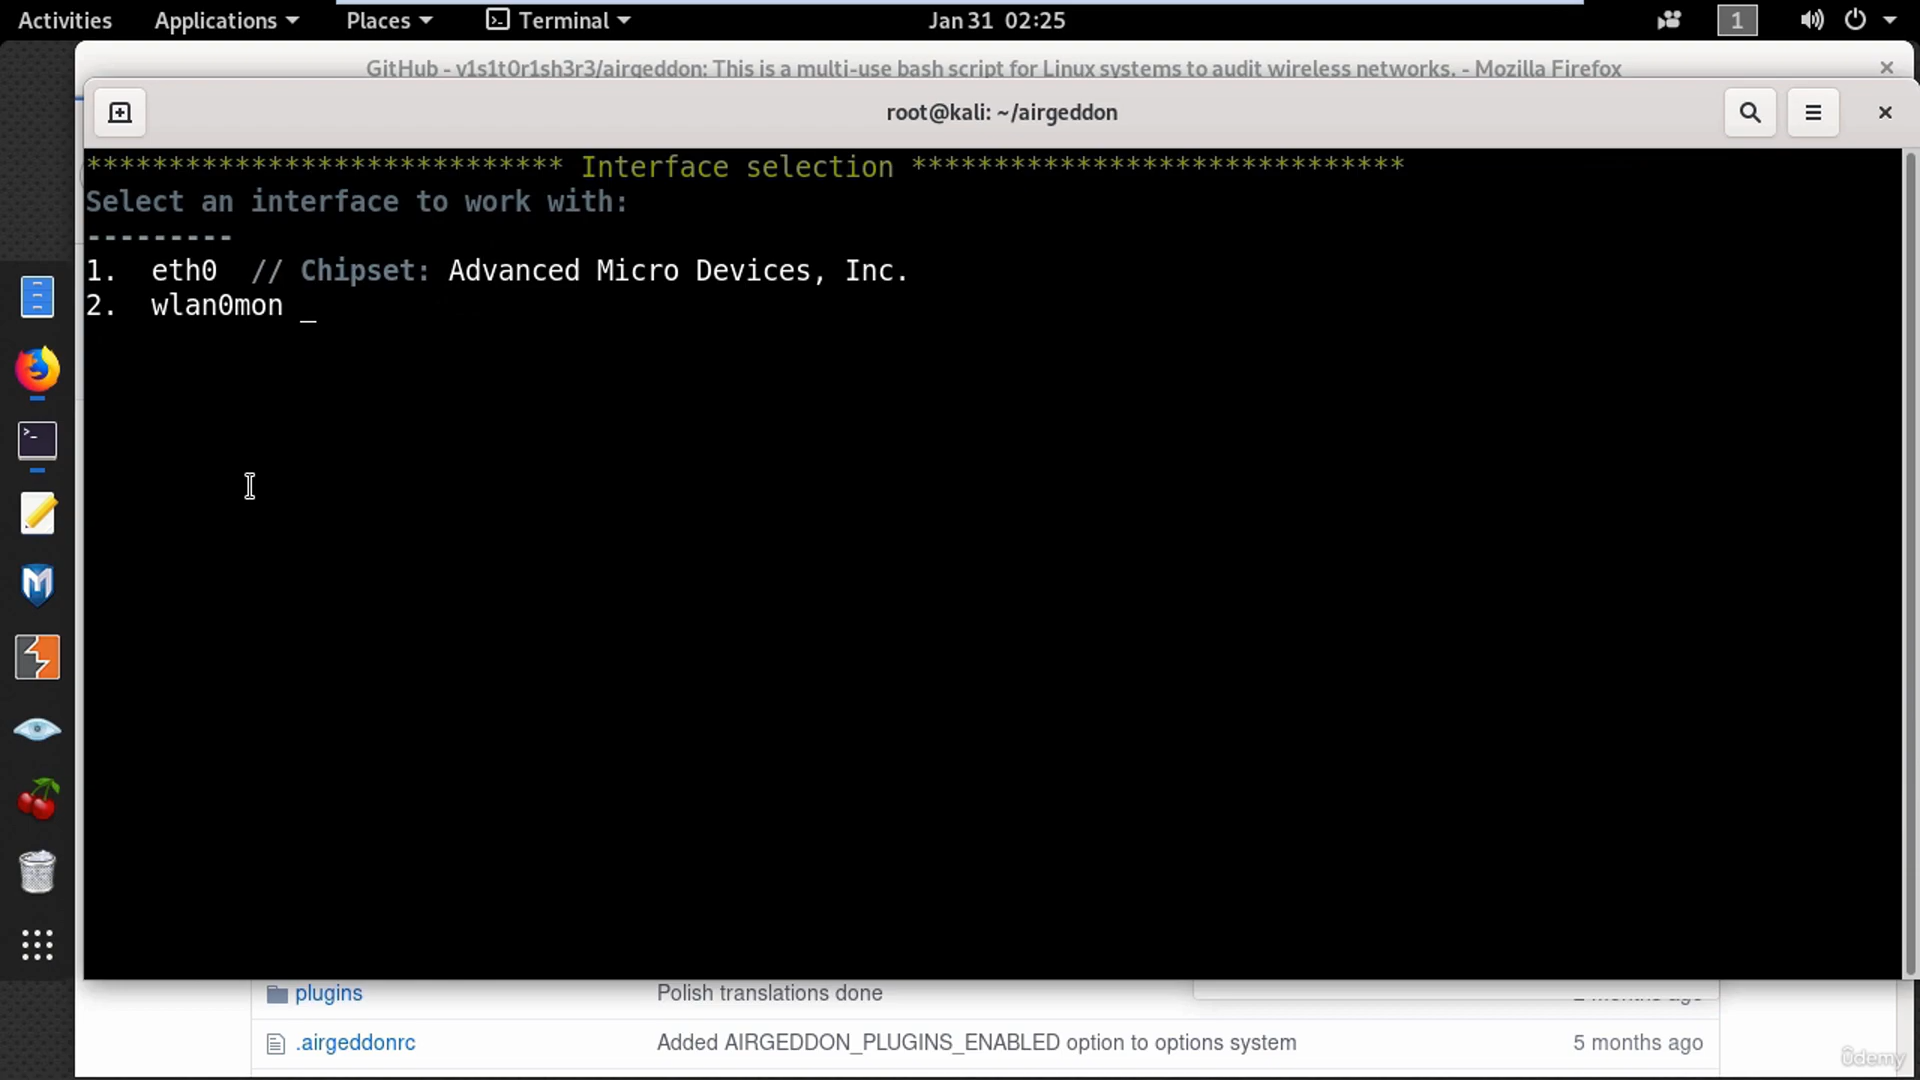 Activities Applications Places Terminal Jan 31 02:25 1
GitHub - v1s1t0r1sh3r3/airgeddon: This is a multi-use bash script for Linux systems to audit wireless networks. - Mozilla Firefox
root@kali: ~/airgeddon
***************************** Interface selection ******************************
Select an interface to work with:
---------
1. eth0 // Chipset: Advanced Micro Devices, Inc.
2. wlan0mon _
plugins Polish translations done 2 months ago
.airgeddonrc Added AIRGEDDON_PLUGINS_ENABLED option to options system 5 months ago
ûdemy